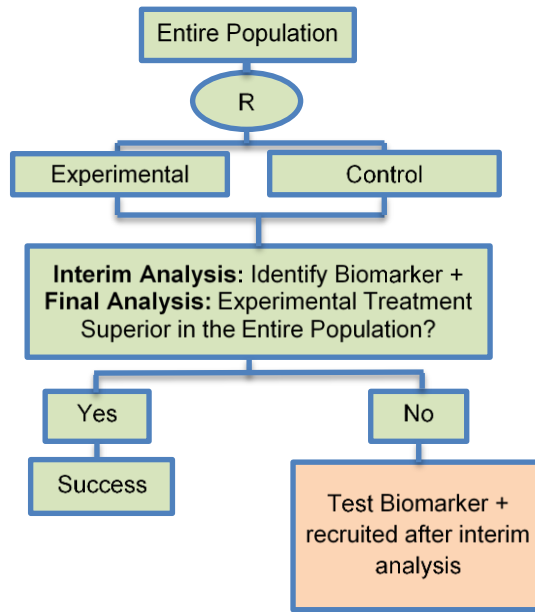 Entire Population
R
Experimental
Control
Interim Analysis: Identify Biomarker +
Final Analysis: Experimental Treatment
Superior in the Entire Population?
Yes
No
Success
Test Biomarker +
recruited after interim
analysis